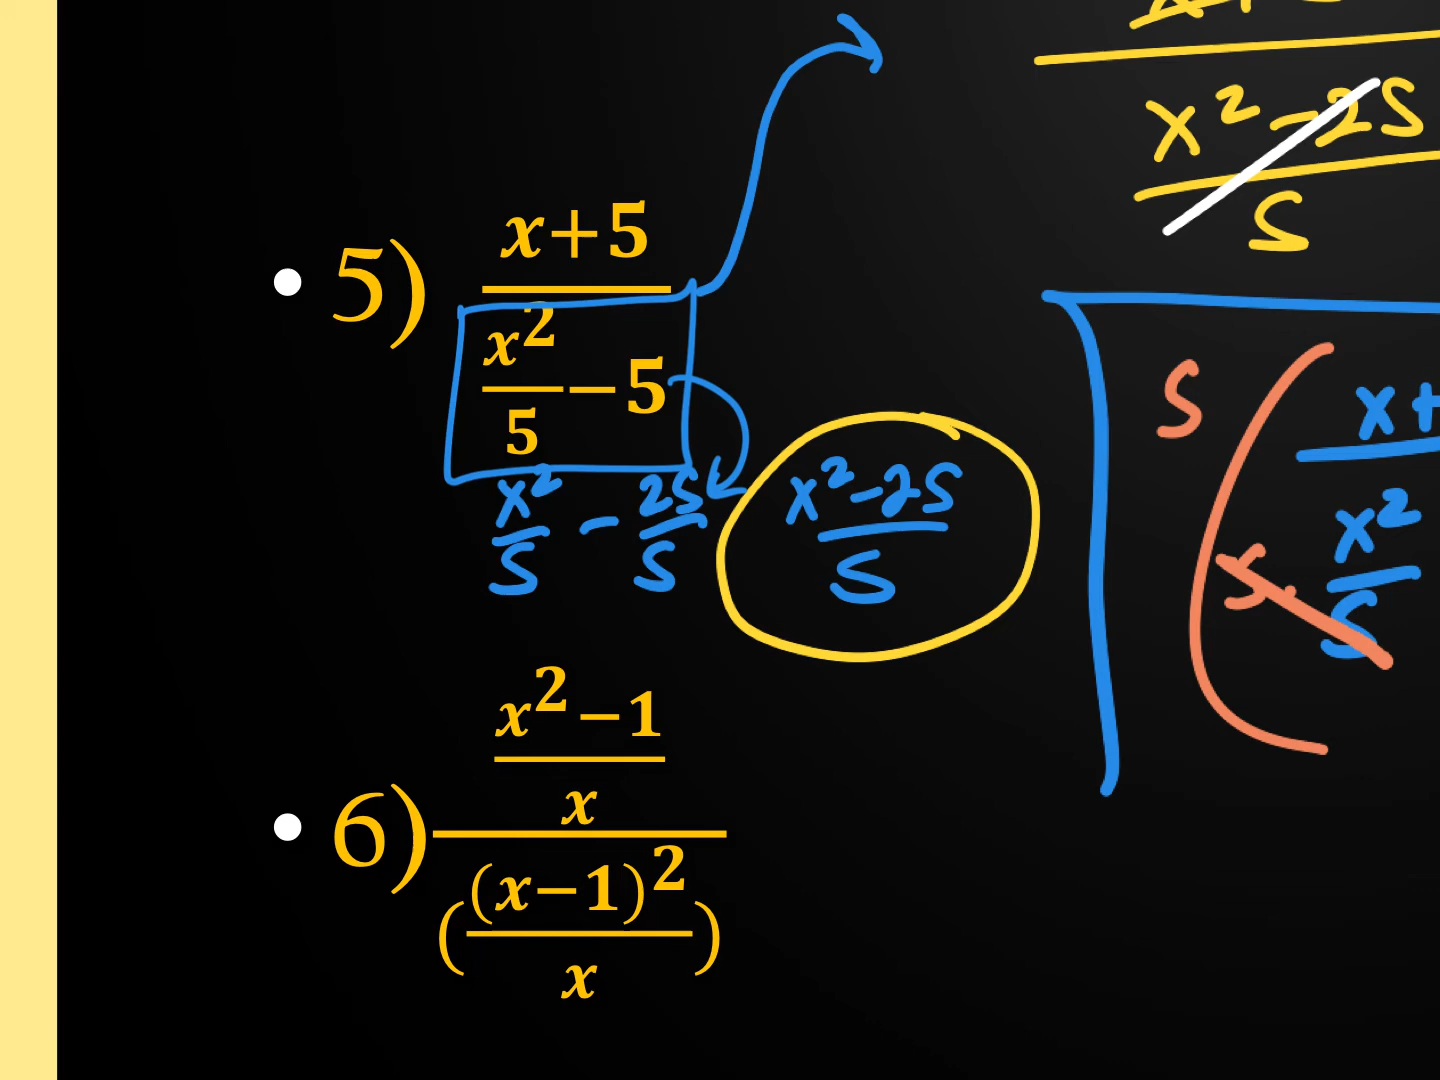 x² - 25
5
• 5) x+5
x²/5 - 5
x²/5 - 25/5
x² - 25
5
5 ( x+
5 · x²
5
• 6) x² - 1
x
((x-1)²
x)